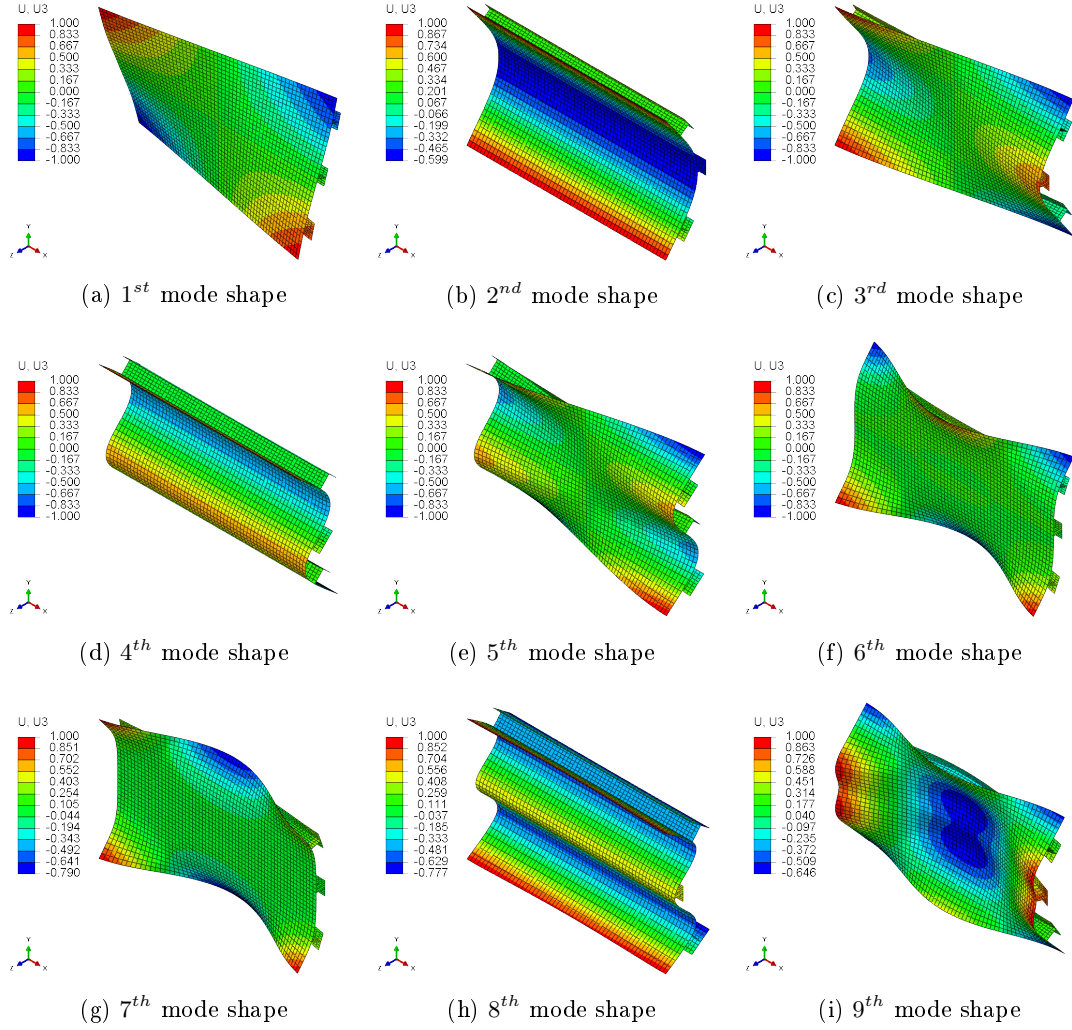 U, U3
1.000
0.833
0.667
0.500
0.333
0.167
0.000
-0.167
-0.333
-0.500
-0.667
-0.833
-1.000
Y
Z
X
(a) 1st mode shape
U, U3
1.000
0.867
0.734
0.600
0.467
0.334
0.201
0.067
-0.066
-0.199
-0.332
-0.465
-0.599
Y
Z
X
(b) 2nd mode shape
U, U3
1.000
0.833
0.667
0.500
0.333
0.167
0.000
-0.167
-0.333
-0.500
-0.667
-0.833
-1.000
Y
Z
X
(c) 3rd mode shape
U, U3
1.000
0.833
0.667
0.500
0.333
0.167
0.000
-0.167
-0.333
-0.500
-0.667
-0.833
-1.000
Y
Z
X
(d) 4th mode shape
U, U3
1.000
0.833
0.667
0.500
0.333
0.167
0.000
-0.167
-0.333
-0.500
-0.667
-0.833
-1.000
Y
Z
X
(e) 5th mode shape
U, U3
1.000
0.833
0.667
0.500
0.333
0.167
0.000
-0.167
-0.333
-0.500
-0.667
-0.833
-1.000
Y
Z
X
(f) 6th mode shape
U, U3
1.000
0.851
0.702
0.552
0.403
0.254
0.105
-0.044
-0.194
-0.343
-0.492
-0.641
-0.790
Y
Z
X
(g) 7th mode shape
U, U3
1.000
0.852
0.704
0.556
0.408
0.259
0.111
-0.037
-0.185
-0.333
-0.481
-0.629
-0.777
Y
Z
X
(h) 8th mode shape
U, U3
1.000
0.863
0.726
0.588
0.451
0.314
0.177
0.040
-0.097
-0.235
-0.372
-0.509
-0.646
Y
Z
X
(i) 9th mode shape